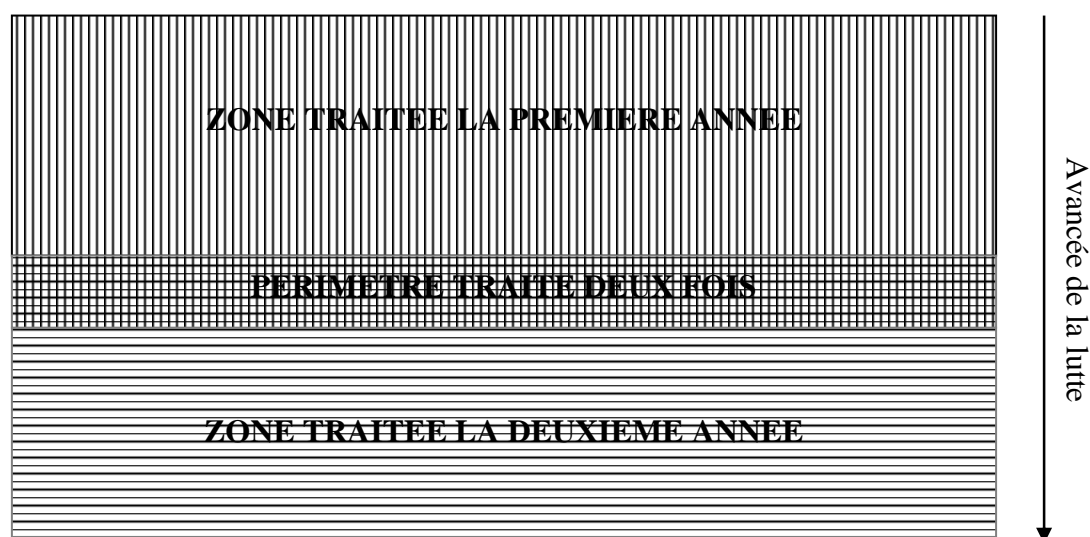 ZONE TRAITEE LA PREMIERE ANNEE
PERIMETRE TRAITE DEUX FOIS
ZONE TRAITEE LA DEUXIEME ANNEE
Avancée de la lutte